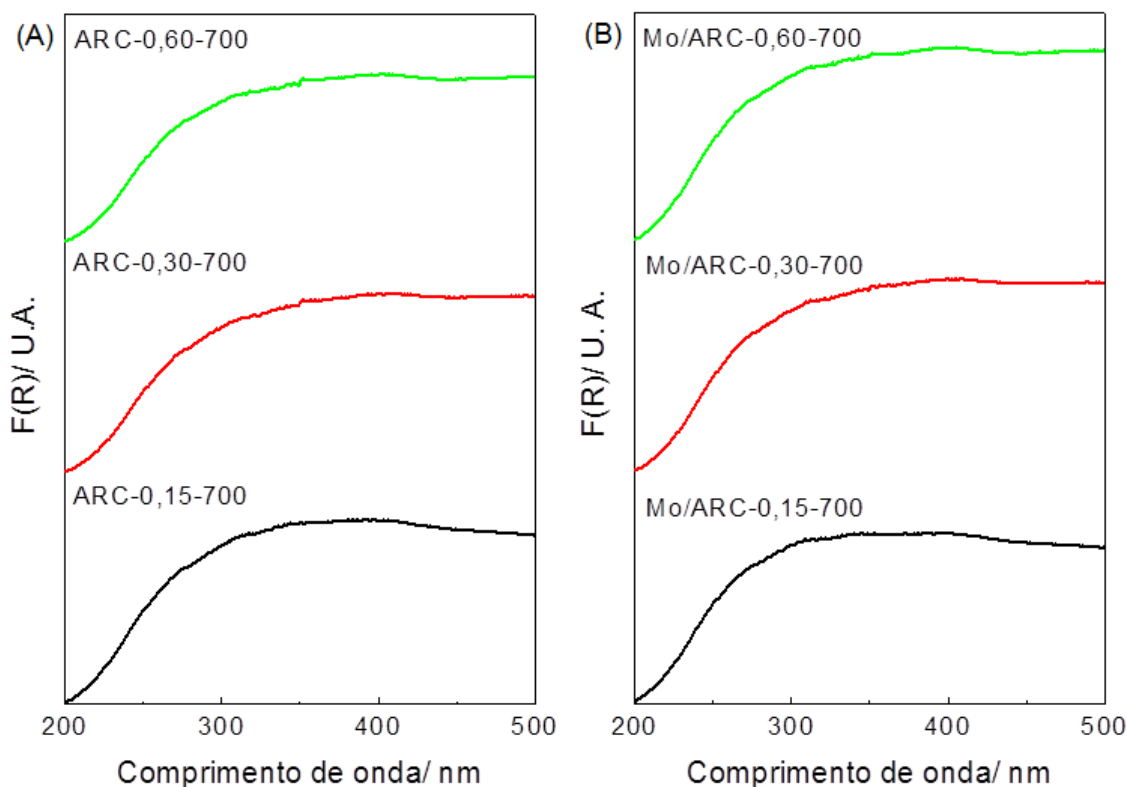 (A)
ARC-0,60-700
ARC-0,30-700
ARC-0,15-700
F(R)/ U.A.
200 300 400 500
Comprimento de onda/ nm
(B)
Mo/ARC-0,60-700
Mo/ARC-0,30-700
Mo/ARC-0,15-700
F(R)/ U. A.
200 300 400 500
Comprimento de onda/ nm